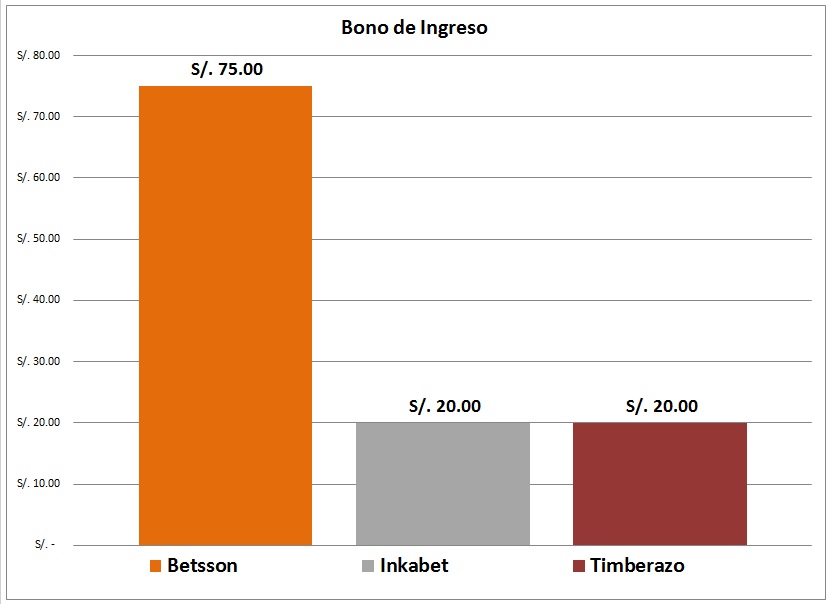 Bono de Ingreso
S/. 80.00
S/. 75.00
S/. 70.00
S/. 60.00
S/. 50.00
S/. 40.00
S/. 30.00
S/. 20.00 S/. 20.00
S/. 20.00
S/. 10.00
S/. -
Betsson Inkabet Timberazo